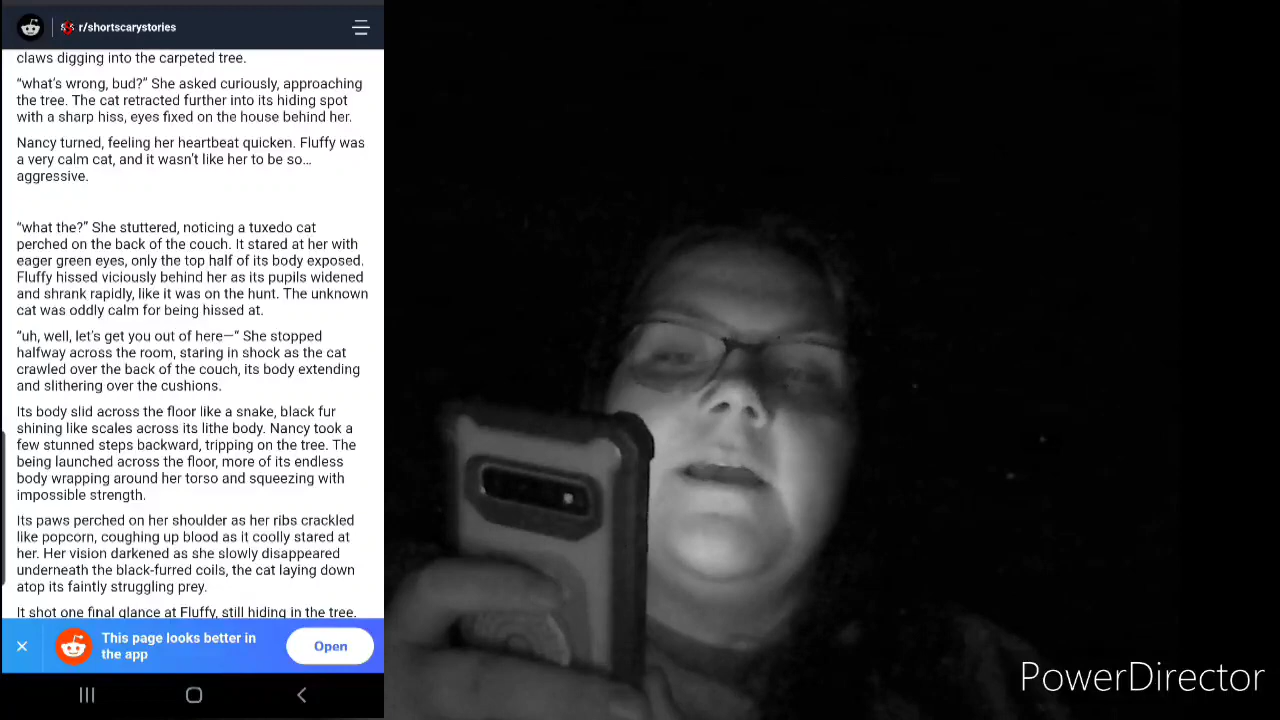 r/shortscarystories
claws digging into the carpeted tree.
“what’s wrong, bud?” She asked curiously, approaching
the tree. The cat retracted further into its hiding spot
with a sharp hiss, eyes fixed on the house behind her.
Nancy turned, feeling her heartbeat quicken. Fluffy was
a very calm cat, and it wasn’t like her to be so…
aggressive.
“what the?” She stuttered, noticing a tuxedo cat
perched on the back of the couch. It stared at her with
eager green eyes, only the top half of its body exposed.
Fluffy hissed viciously behind her as its pupils widened
and shrank rapidly, like it was on the hunt. The unknown
cat was oddly calm for being hissed at.
“uh, well, let’s get you out of here—“ She stopped
halfway across the room, staring in shock as the cat
crawled over the back of the couch, its body extending
and slithering over the cushions.
Its body slid across the floor like a snake, black fur
shining like scales across its lithe body. Nancy took a
few stunned steps backward, tripping on the tree. The
being launched across the floor, more of its endless
body wrapping around her torso and squeezing with
impossible strength.
Its paws perched on her shoulder as her ribs crackled
like popcorn, coughing up blood as it coolly stared at
her. Her vision darkened as she slowly disappeared
underneath the black-furred coils, the cat laying down
atop its faintly struggling prey.
It shot one final glance at Fluffy, still hiding in the tree.
This page looks better in
the app
Open
PowerDirector